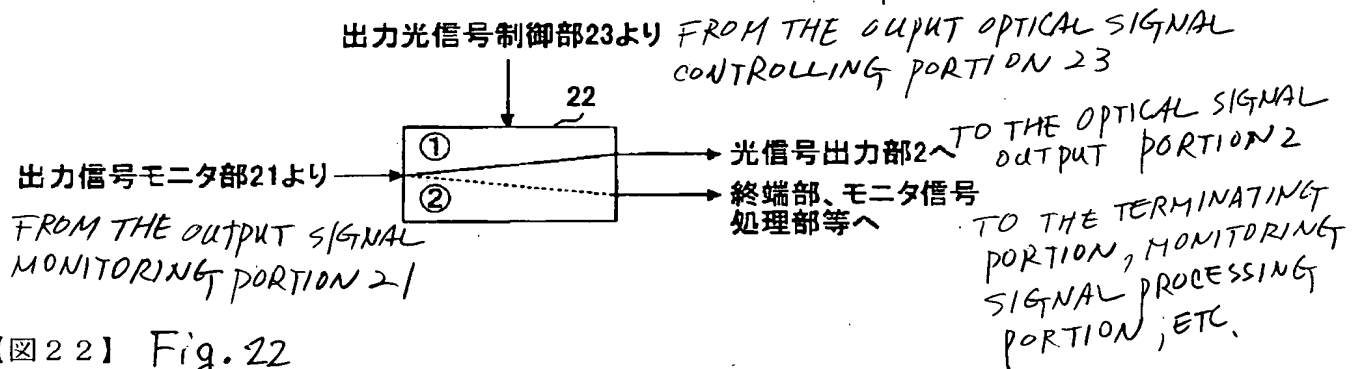 出力光信号制御部23より FROM THE OUPUT OPTICAL SIGNAL
CONTROLLING PORTION 23
22
①
②
出力信号モニタ部21より
FROM THE OUTPUT SIGNAL
MONITORING PORTION 21
光信号出力部2へ
TO THE OPTICAL SIGNAL
OUTPUT PORTION 2
終端部、モニタ信号
処理部等へ
TO THE TERMINATING
PORTION, MONITORING
SIGNAL PROCESSING
PORTION, ETC.
【図22】 Fig. 22